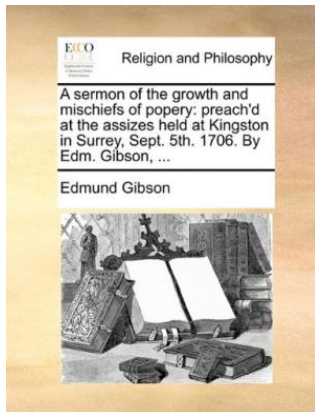 ECCO
Religion and Philosophy
A sermon of the growth and
mischiefs of popery: preach'd
at the assizes held at Kingston
in Surrey, Sept. 5th. 1706. By
Edm. Gibson, ...
Edmund Gibson